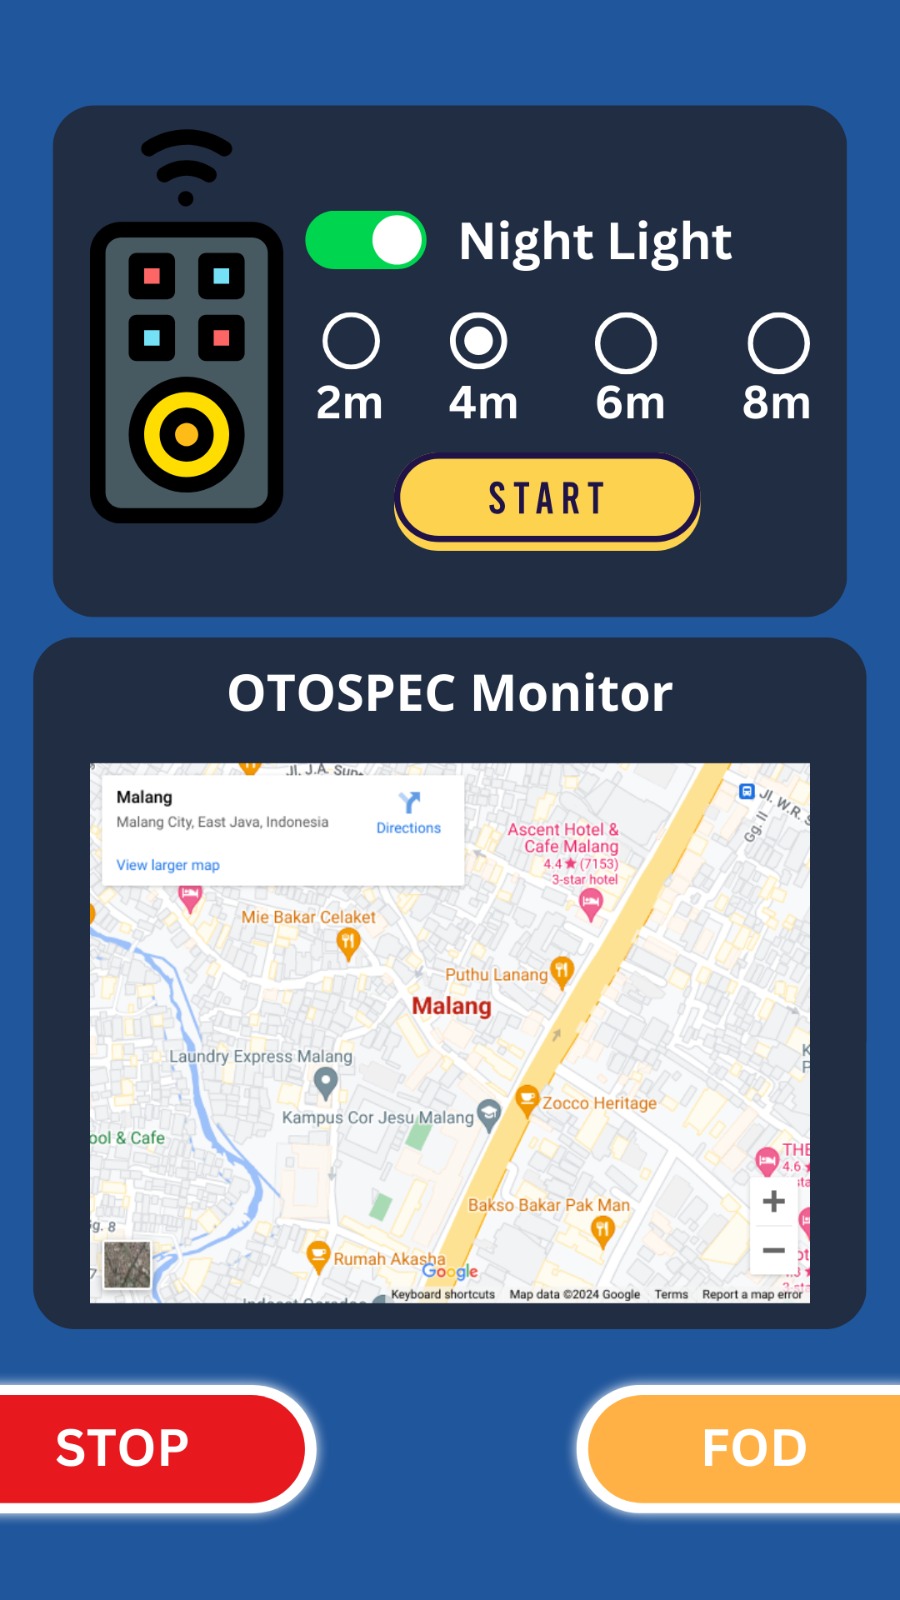 Night Light
2m 4m 6m 8m
START
OTOSPEC Monitor
Malang
Malang City, East Java, Indonesia
Directions
View larger map
Jl. J.A. Sup
Jl. W.R. S
Gg. II
Ascent Hotel &
Cafe Malang
4.4★(7153)
3-star hotel
Mie Bakar Celaket
Puthu Lanang
Malang
Laundry Express Malang
K
P
Kampus Cor Jesu Malang
Zocco Heritage
ool & Cafe
THE
4.6★
sta
Bakso Bakar Pak Man
g. 8
Rumah Akasha
Google
Keyboard shortcuts Map data ©2024 Google Terms Report a map error
STOP
FOD